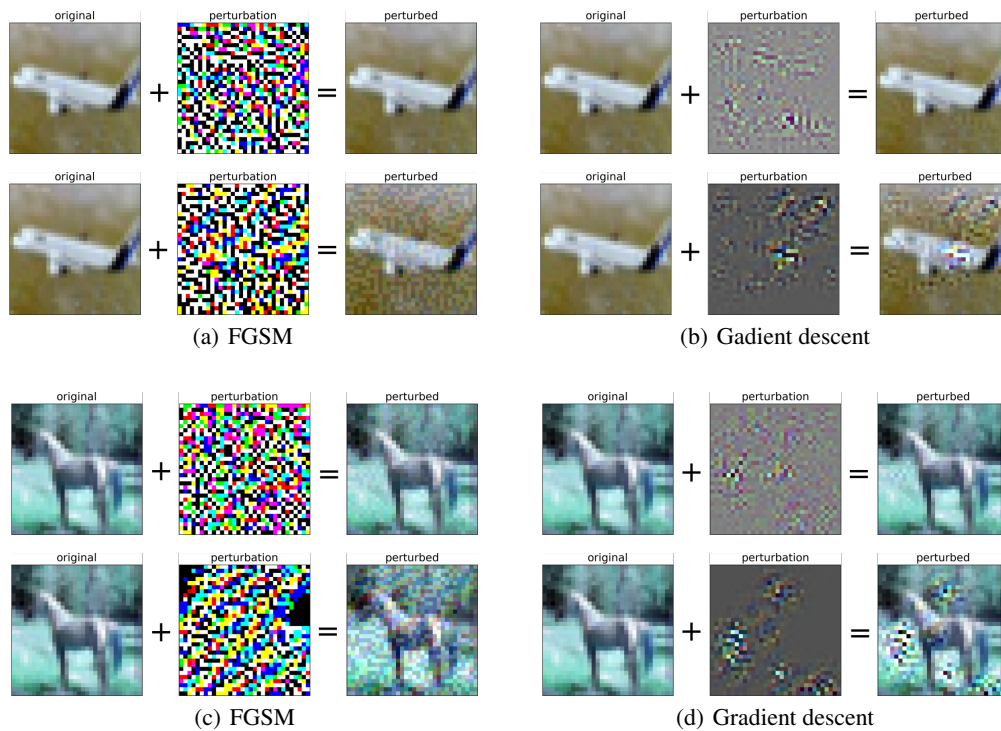 original perturbation perturbed original perturbation perturbed
+ = + =
original perturbation perturbed original perturbation perturbed
+ = + =
(a) FGSM (b) Gadient descent
original perturbation perturbed original perturbation perturbed
+ = + =
original perturbation perturbed original perturbation perturbed
+ = + =
(c) FGSM (d) Gradient descent